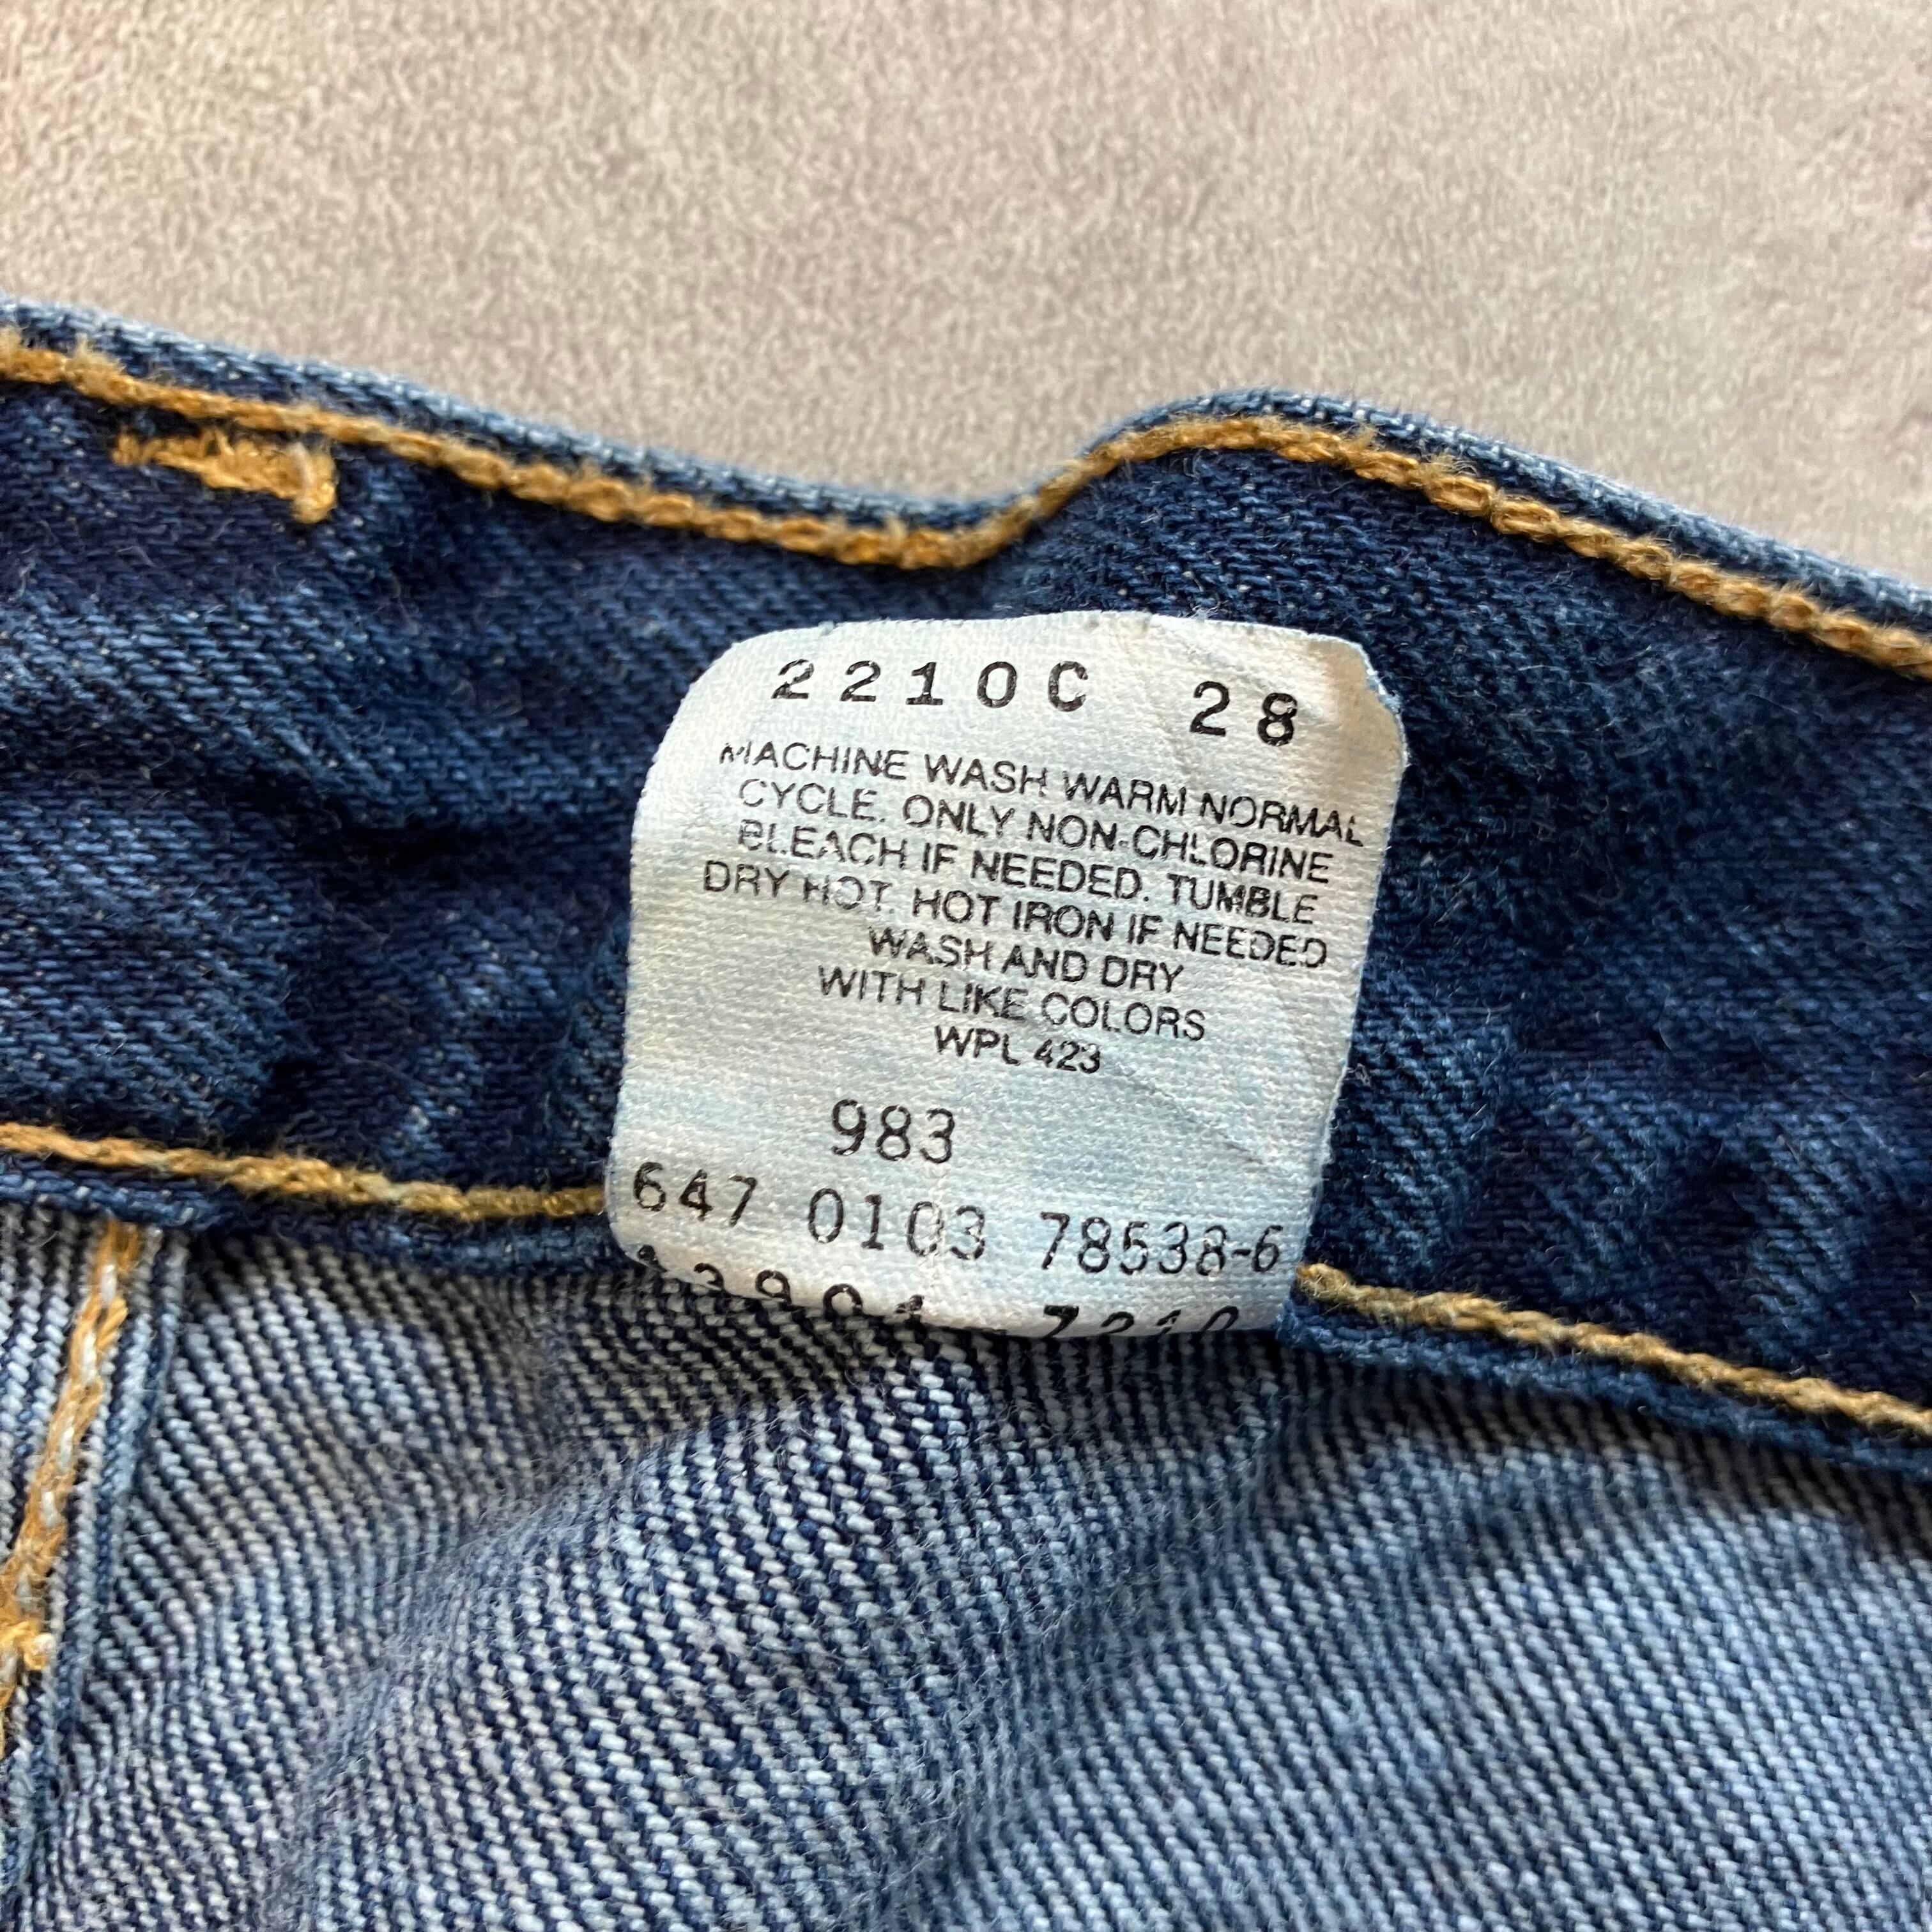 2210C 28
MACHINE WASH WARM NORMAL
CYCLE. ONLY NON-CHLORINE
BLEACH IF NEEDED. TUMBLE
DRY HOT. HOT IRON IF NEEDED
WASH AND DRY
WITH LIKE COLORS
WPL 423
983
647 0103 78538-6